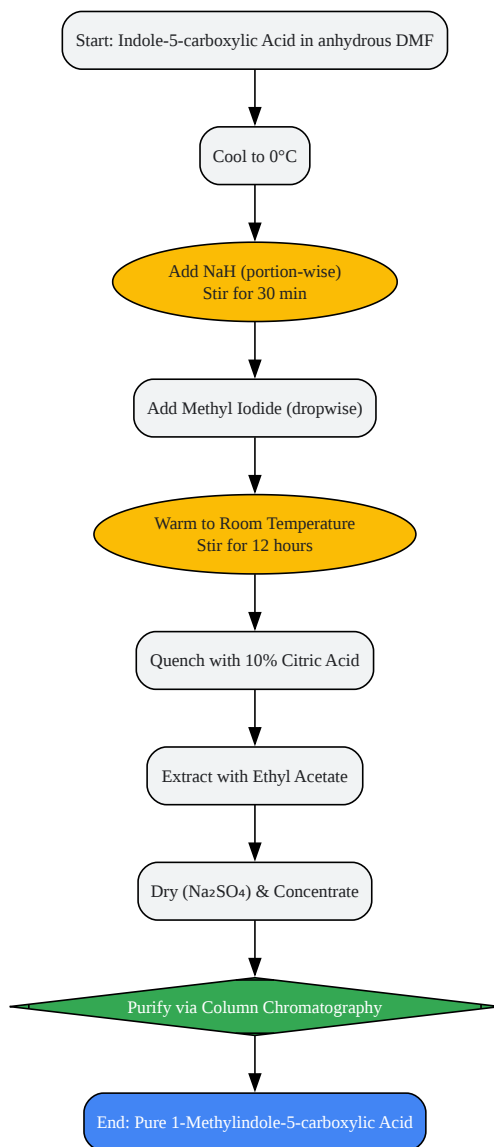 Start: Indole-5-carboxylic Acid in anhydrous DMF
Cool to 0°C
Add NaH (portion-wise)
Stir for 30 min
Add Methyl Iodide (dropwise)
Warm to Room Temperature
Stir for 12 hours
Quench with 10% Citric Acid
Extract with Ethyl Acetate
Dry (Na₂SO₄) & Concentrate
Purify via Column Chromatography
End: Pure 1-Methylindole-5-carboxylic Acid